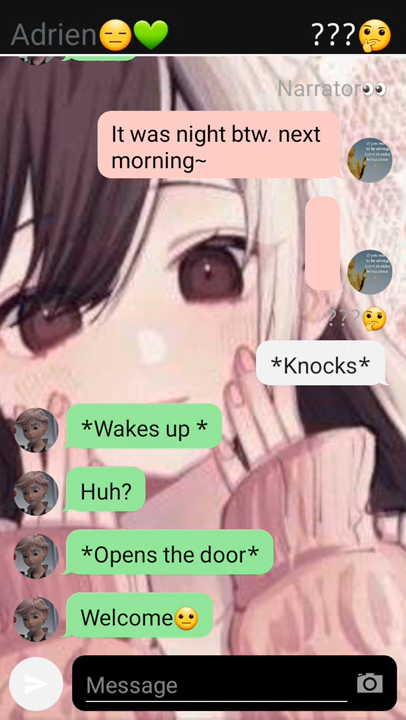 Adrien😑💚 ???🤔
Narrator👀
It was night btw. next
morning~
???🤔
*Knocks*
*Wakes up *
Huh?
*Opens the door*
Welcome😐
Message